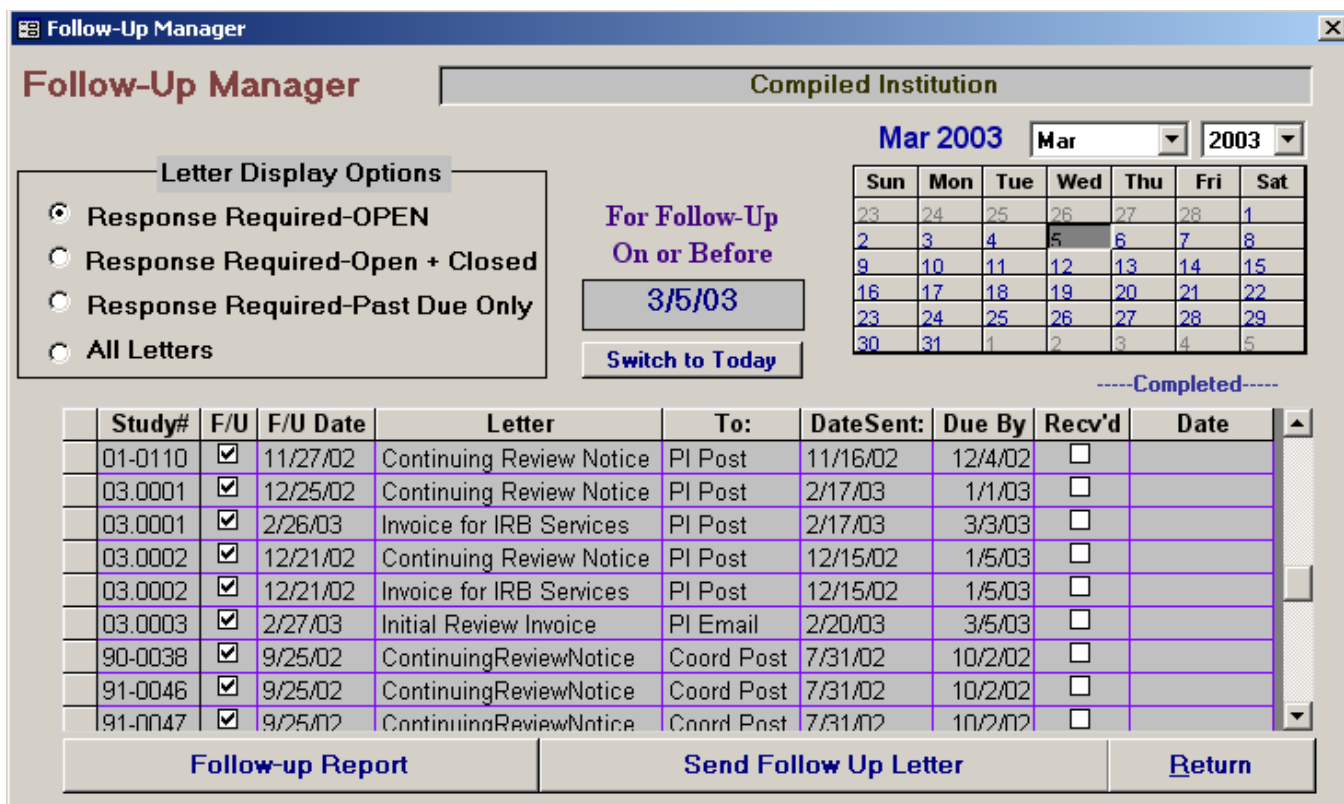 Follow-Up Manager
Follow-Up Manager
Compiled Institution
Mar 2003 Mar 2003
Letter Display Options
Response Required-OPEN
Response Required-Open + Closed
Response Required-Past Due Only
All Letters
For Follow-Up
On or Before
3/5/03
Switch to Today
Sun Mon Tue Wed Thu Fri Sat
23 24 25 26 27 28 1
2 3 4 5 6 7 8
9 10 11 12 13 14 15
16 17 18 19 20 21 22
23 24 25 26 27 28 29
30 31 1 2 3 4 5
-----Completed-----
Study# F/U F/U Date Letter To: DateSent: Due By Recv'd Date
01-0110 11/27/02 Continuing Review Notice PI Post 11/16/02 12/4/02
03.0001 12/25/02 Continuing Review Notice PI Post 2/17/03 1/1/03
03.0001 2/26/03 Invoice for IRB Services PI Post 2/17/03 3/3/03
03.0002 12/21/02 Continuing Review Notice PI Post 12/15/02 1/5/03
03.0002 12/21/02 Invoice for IRB Services PI Post 12/15/02 1/5/03
03.0003 2/27/03 Initial Review Invoice PI Email 2/20/03 3/5/03
90-0038 9/25/02 ContinuingReviewNotice Coord Post 7/31/02 10/2/02
91-0046 9/25/02 ContinuingReviewNotice Coord Post 7/31/02 10/2/02
91-0047 9/25/02 ContinuingReviewNotice Coord Post 7/31/02 10/2/02
Follow-up Report Send Follow Up Letter Return